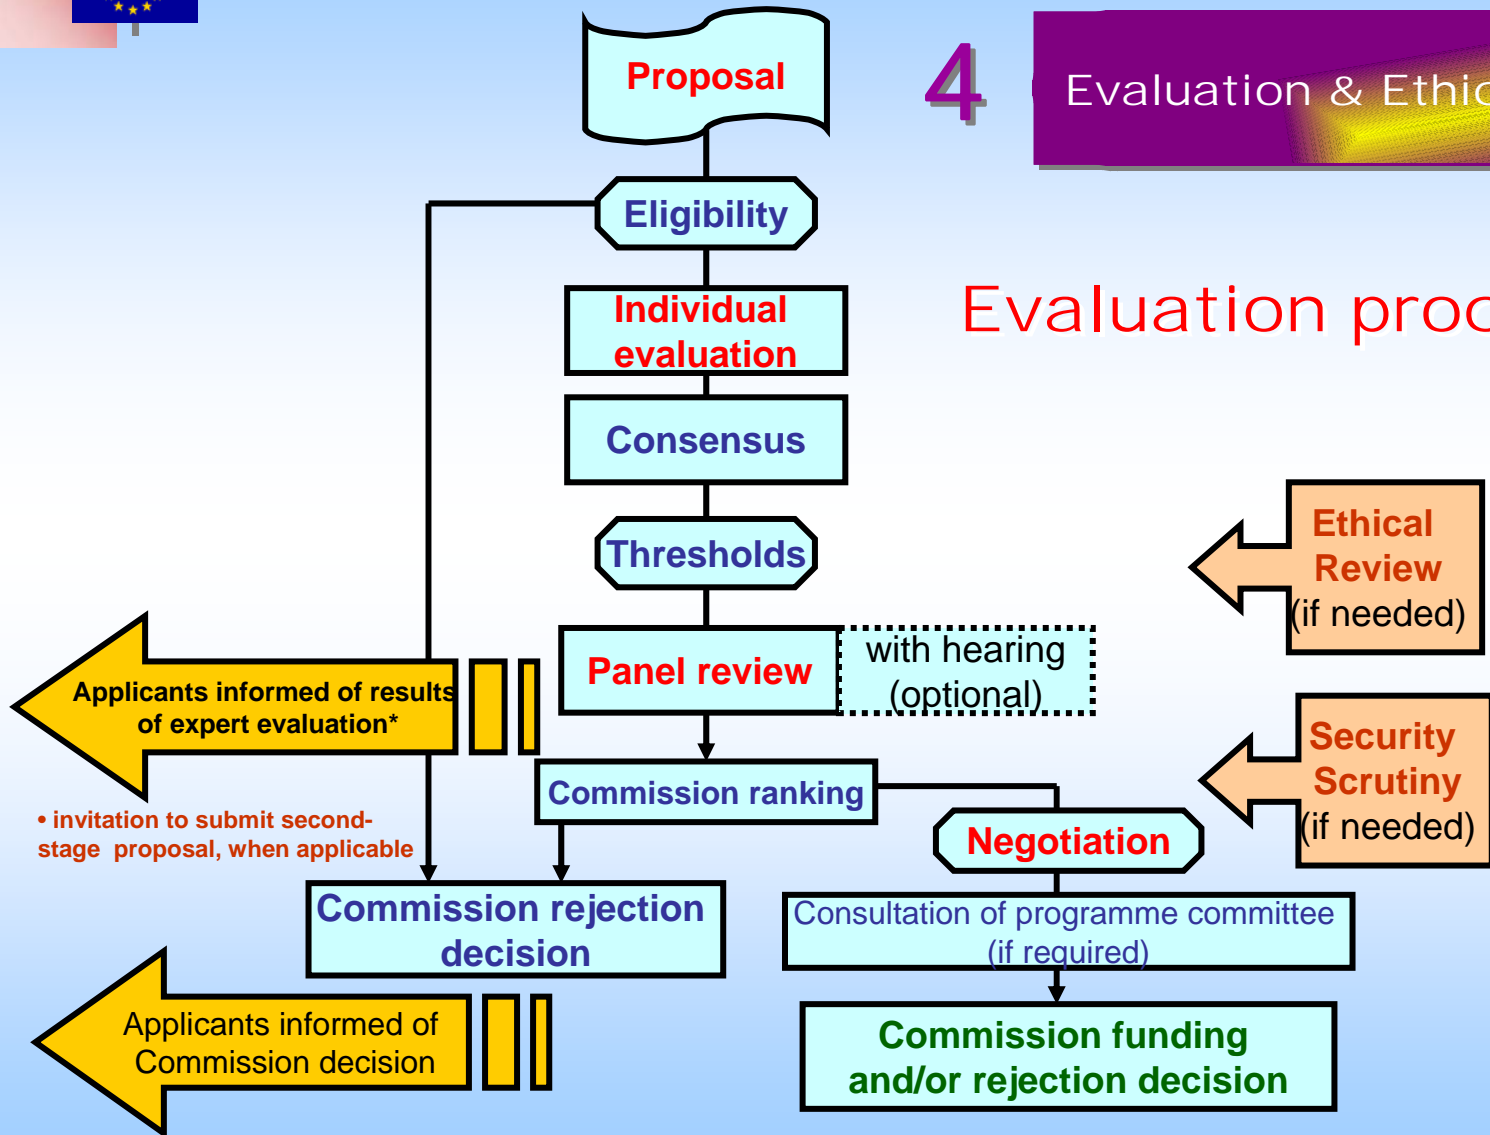 Proposal
4
Evaluation & Ethic
Eligibility
Evaluation proc
Individual
evaluation
Consensus
Thresholds
Ethical
Review
(if needed)
Panel review
with hearing
(optional)
Applicants informed of results
of expert evaluation*
Security
Scrutiny
(if needed)
Commission ranking
• invitation to submit second-
stage proposal, when applicable
Negotiation
Commission rejection
decision
Consultation of programme committee
(if required)
Applicants informed of
Commission decision
Commission funding
and/or rejection decision